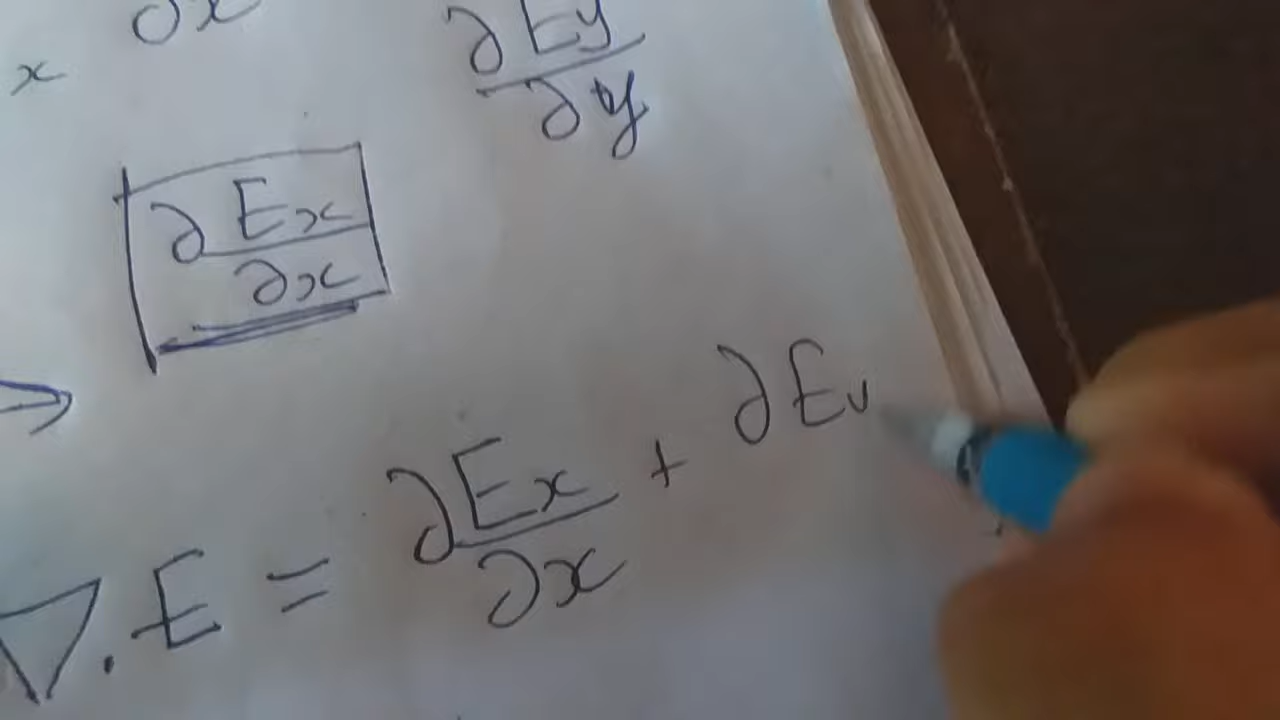 ∂x
x
∂Ey
∂y
∂Ex
∂x
∇.E = ∂Ex/∂x + ∂E